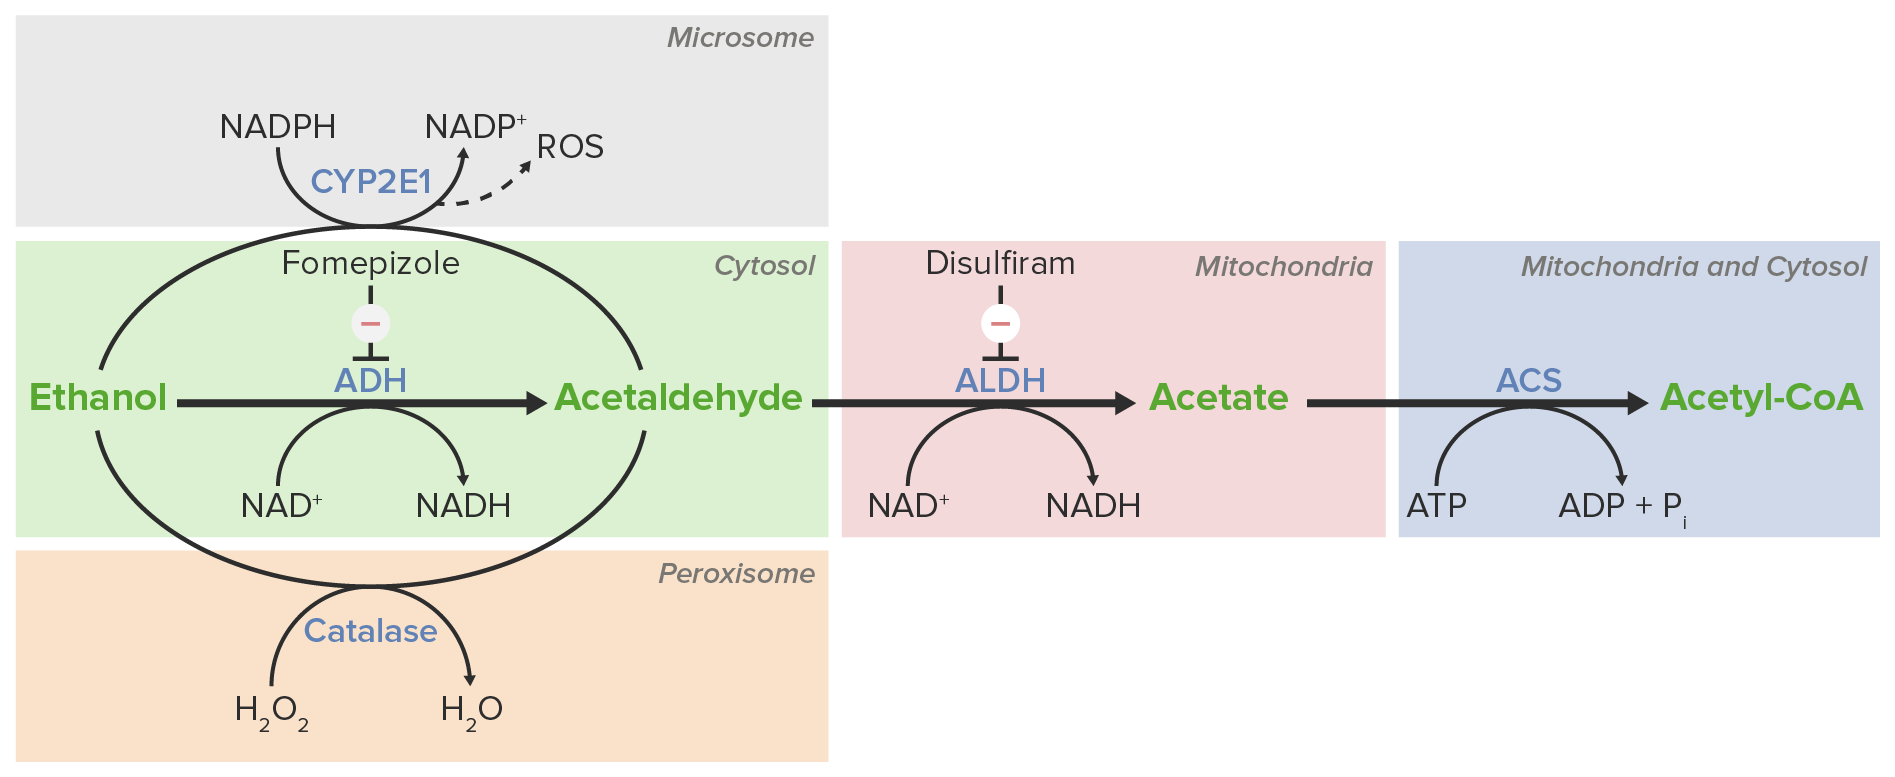 Microsome
NADPH
NADP⁺
ROS
CYP2E1
Fomepizole
Cytosol
Disulfiram
Mitochondria
Mitochondria and Cytosol
−
−
ADH
ALDH
ACS
Ethanol
Acetaldehyde
Acetate
Acetyl-CoA
NAD⁺
NADH
NAD⁺
NADH
ATP
ADP + Pᵢ
Peroxisome
Catalase
H₂O₂
H₂O